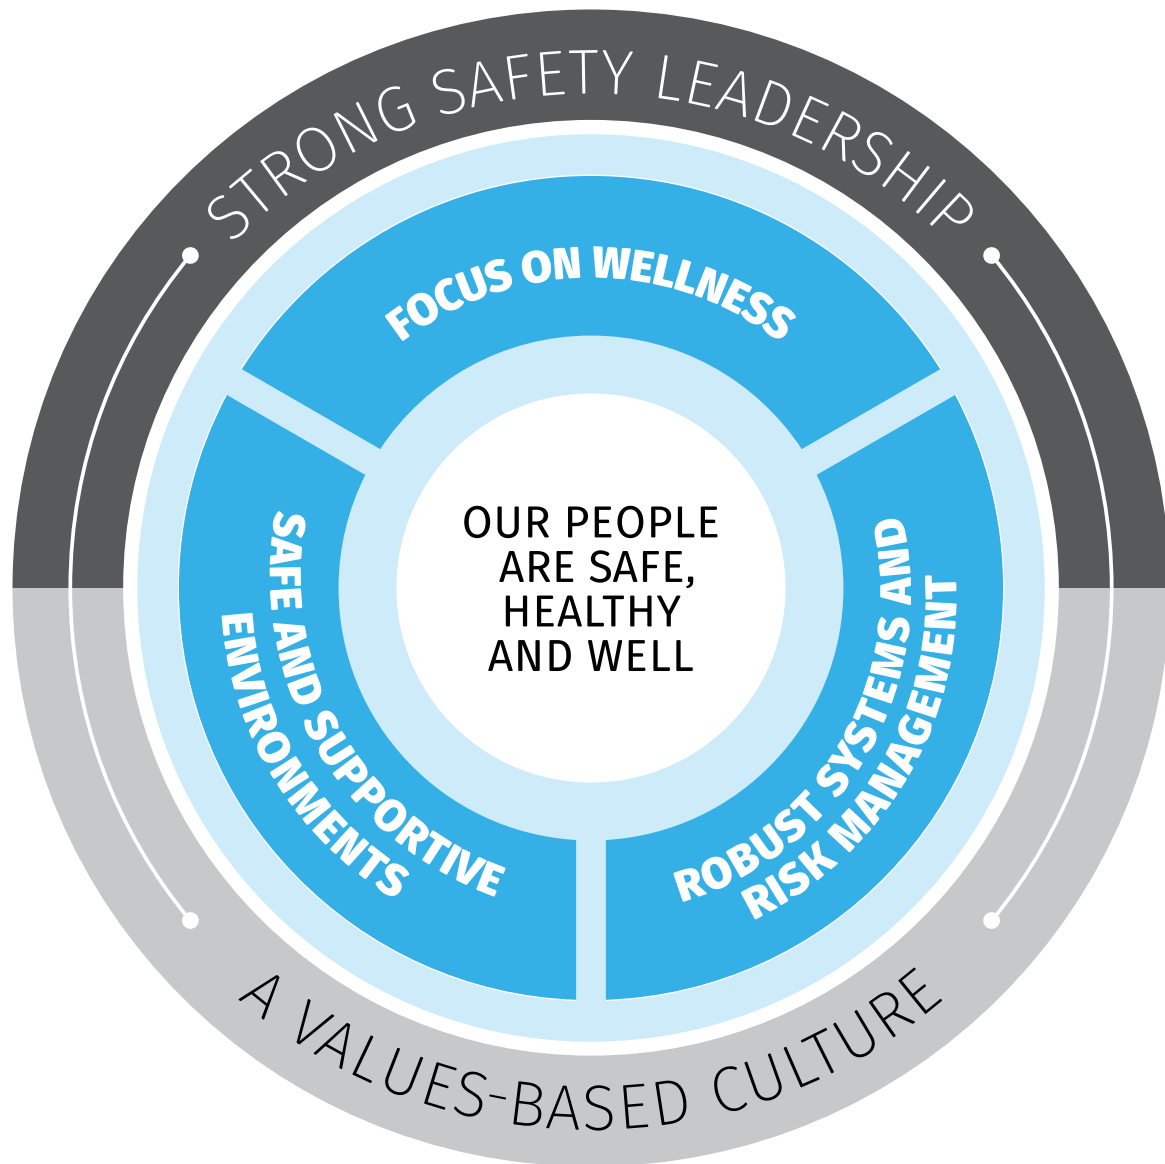 STRONG SAFETY LEADERSHIP
FOCUS ON WELLNESS
OUR PEOPLE
ARE SAFE,
HEALTHY
AND WELL
SAFE AND SUPPORTIVE
ENVIRONMENTS
ROBUST SYSTEMS AND
RISK MANAGEMENT
A VALUES-BASED CULTURE